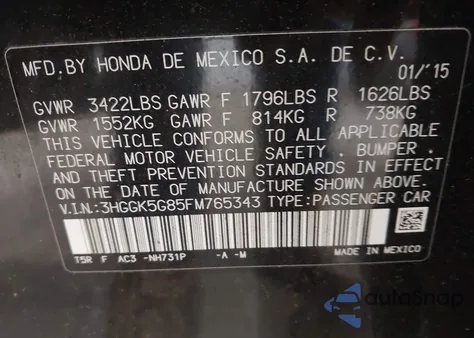 MFD.BY HONDA DE MEXICO S.A. DE C.V.
01/'15
GVWR 3422LBS GAWR F 1796LBS R 1626LBS
GVWR 1552KG GAWR F 814KG R 738KG
THIS VEHICLE CONFORMS TO ALL APPLICABLE
FEDERAL MOTOR VEHICLE SAFETY , BUMPER ,
AND THEFT PREVENTION STANDARDS IN EFFECT
ON THE DATE OF MANUFACTURE SHOWN ABOVE.
V.I.N.:3HGGK5G85FM765343 TYPE:PASSENGER CAR
T5R F AC3 -NH731P -A -M
MADE IN MEXICO
autoSnap